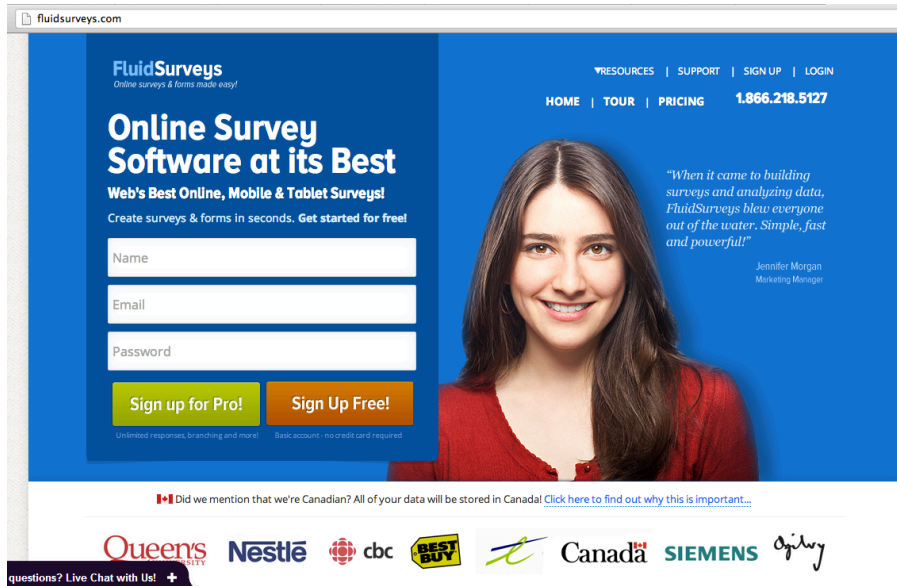 fluidsurveys.com
FluidSurveys
Online surveys & forms made easy!
▼RESOURCES | SUPPORT | SIGN UP | LOGIN
HOME | TOUR | PRICING 1.866.218.5127
Online Survey
Software at its Best
Web's Best Online, Mobile & Tablet Surveys!
Create surveys & forms in seconds. Get started for free!
Name
Email
Password
Sign up for Pro!
Sign Up Free!
Unlimited responses, branching and more!
Basic account - no credit card required
“When it came to building
surveys and analyzing data,
FluidSurveys blew everyone
out of the water. Simple, fast
and powerful!”
Jennifer Morgan
Marketing Manager
Did we mention that we're Canadian? All of your data will be stored in Canada! Click here to find out why this is important...
Queen's
UNIVERSITY
Nestlé
cbc
BEST
BUY
Canada
SIEMENS
Ogilvy
questions? Live Chat with Us! +